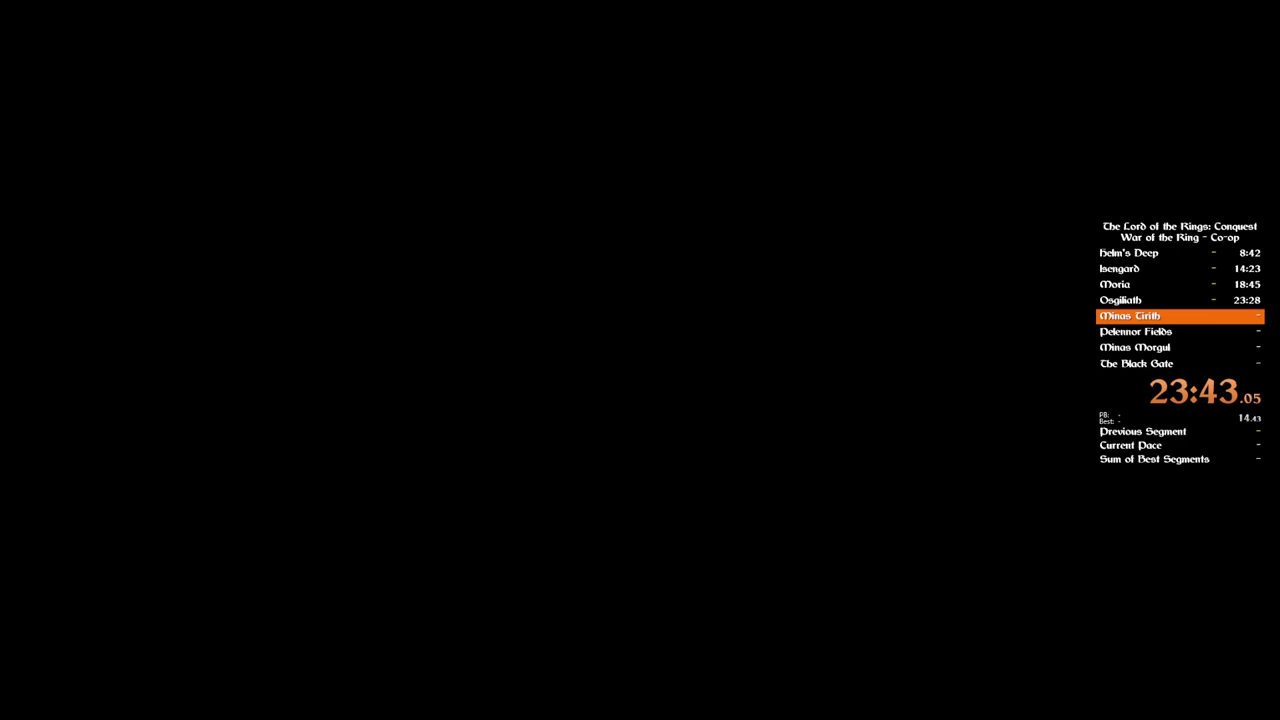 The Lord of the Rings: Conquest
War of the Ring - Co-op
Helm's Deep - 8:42
Isengard - 14:23
Moria - 18:45
Osgiliath - 23:28
Minas Tirith -
Pelennor Fields -
Minas Morgul -
The Black Gate -
23:43.05
PB: - 14.43
Best: -
Previous Segment -
Current Pace -
Sum of Best Segments -